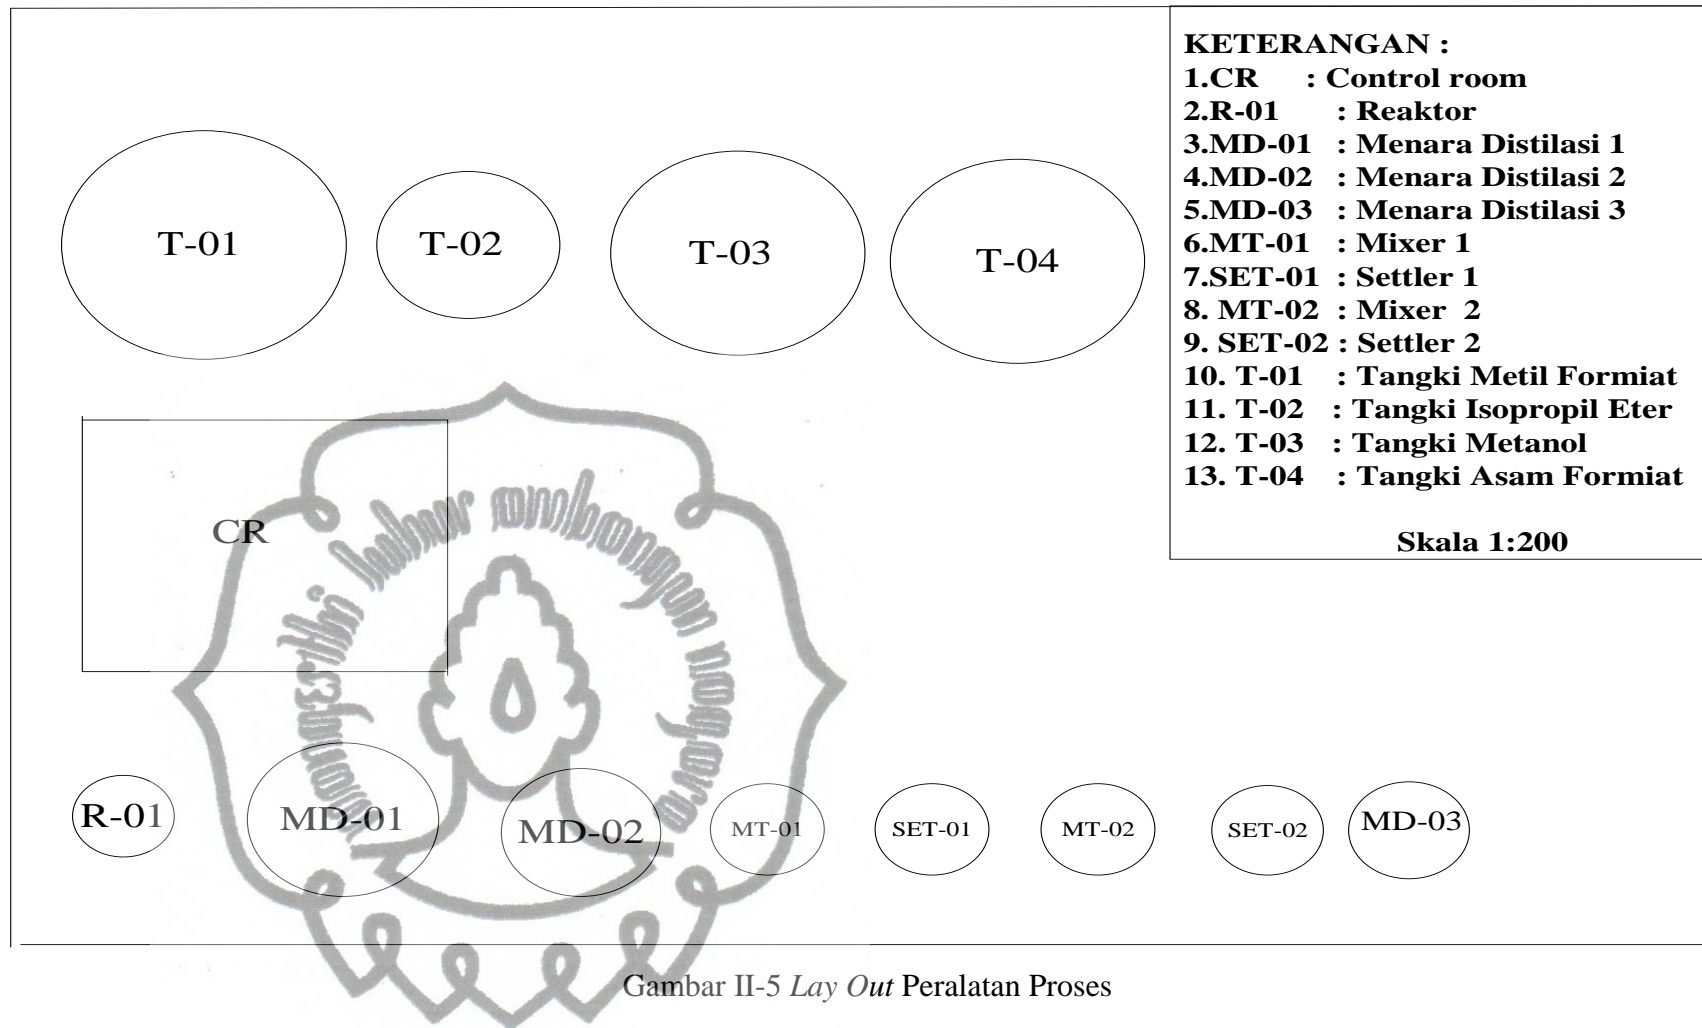 KETERANGAN :
1.CR : Control room
2.R-01 : Reaktor
3.MD-01 : Menara Distilasi 1
4.MD-02 : Menara Distilasi 2
5.MD-03 : Menara Distilasi 3
6.MT-01 : Mixer 1
7.SET-01 : Settler 1
8. MT-02 : Mixer 2
9. SET-02 : Settler 2
10. T-01 : Tangki Metil Formiat
11. T-02 : Tangki Isopropil Eter
12. T-03 : Tangki Metanol
13. T-04 : Tangki Asam Formiat
Skala 1:200
T-01
T-02
T-03
T-04
CR
R-01
MD-01
MD-02
MT-01
SET-01
MT-02
SET-02
MD-03
Gambar II-5 Lay Out Peralatan Proses